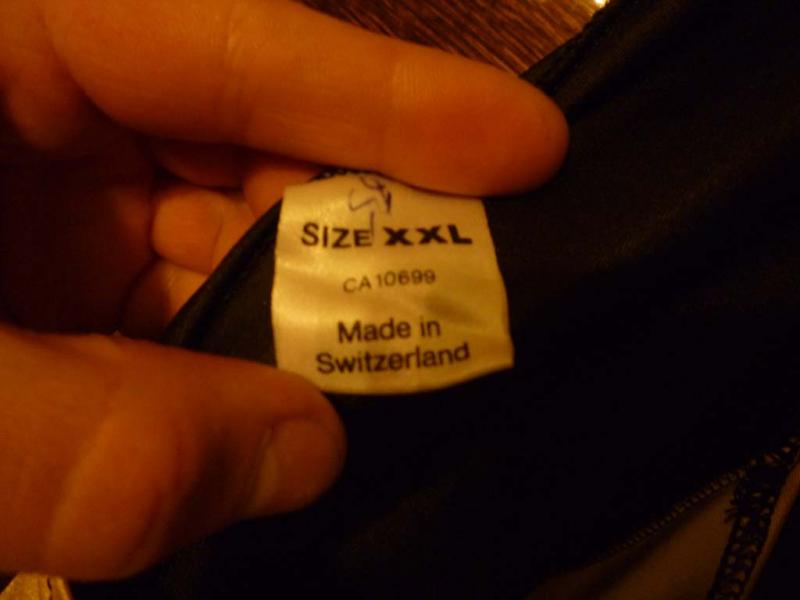 SIZE XXL
CA10699
Made in
Switzerland